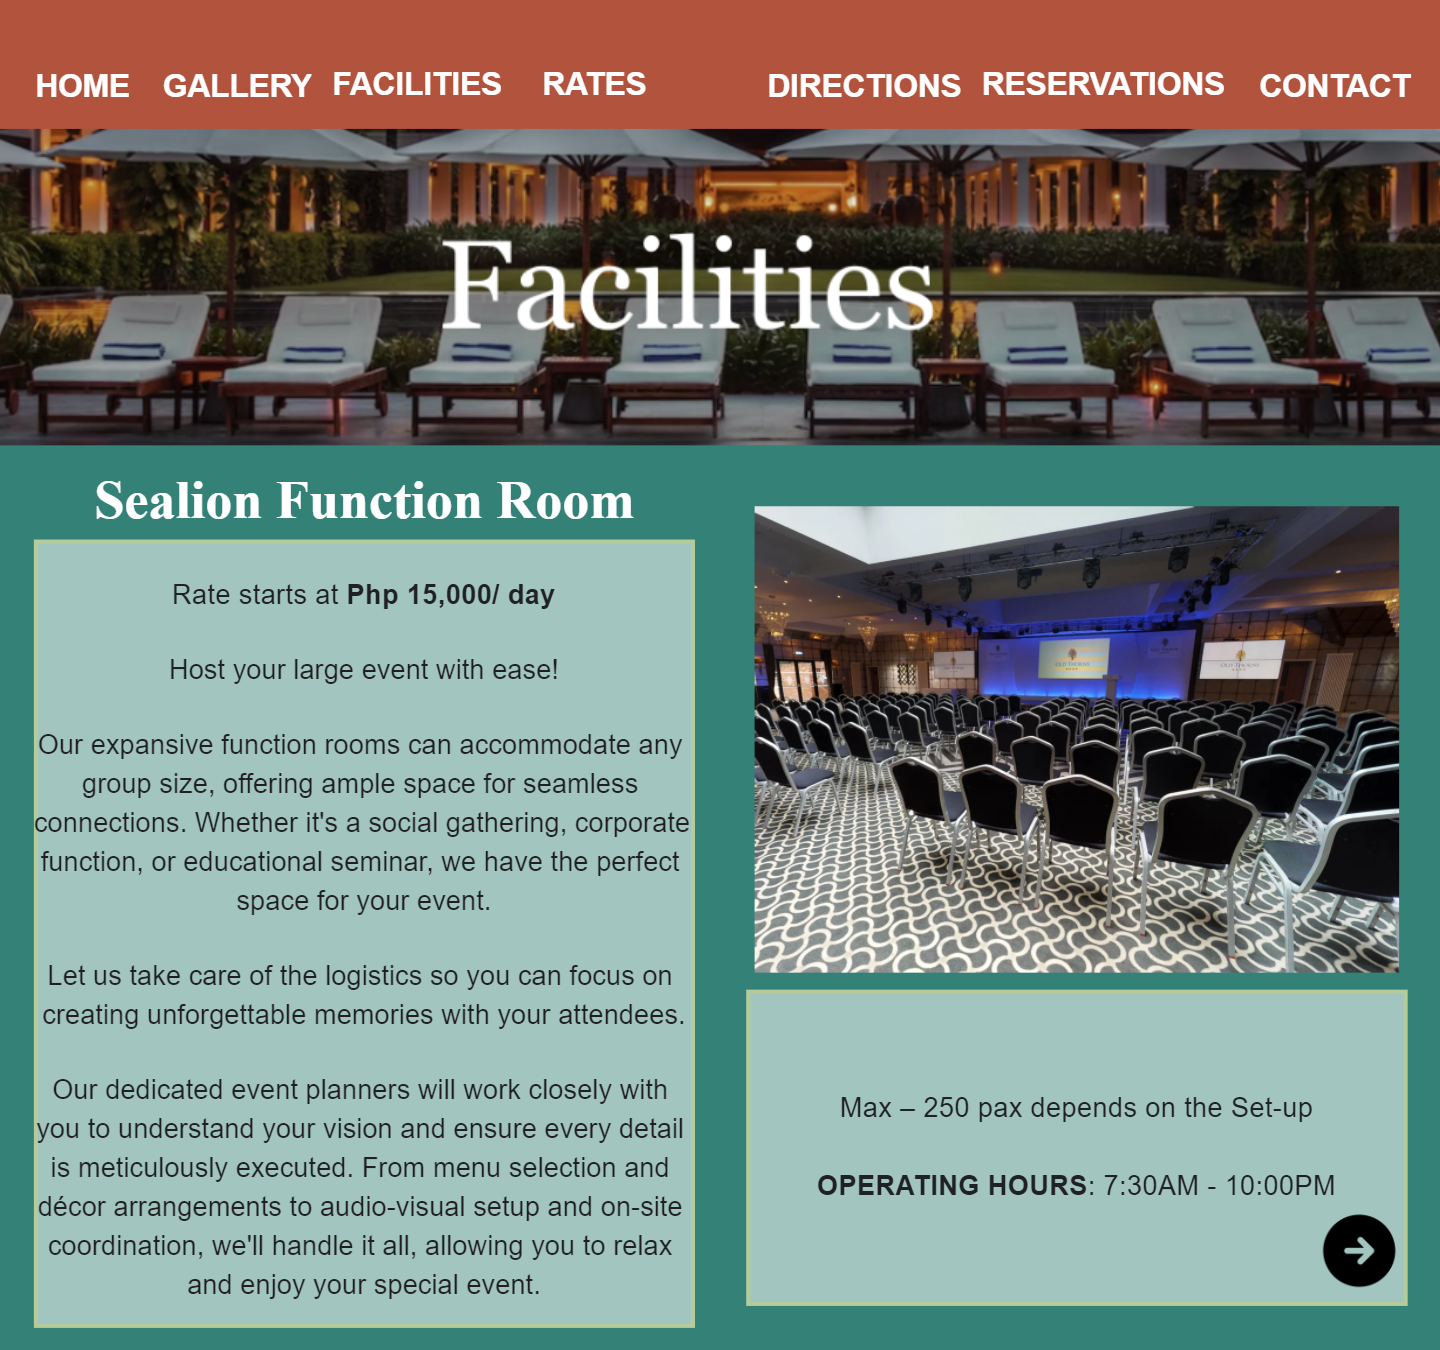 HOME GALLERY FACILITIES RATES DIRECTIONS RESERVATIONS CONTACT
Facilities
Sealion Function Room
Rate starts at Php 15,000/ day
Host your large event with ease!
Our expansive function rooms can accommodate any
group size, offering ample space for seamless
connections. Whether it's a social gathering, corporate
function, or educational seminar, we have the perfect
space for your event.
Let us take care of the logistics so you can focus on
creating unforgettable memories with your attendees.
Our dedicated event planners will work closely with
you to understand your vision and ensure every detail
is meticulously executed. From menu selection and
décor arrangements to audio-visual setup and on-site
coordination, we'll handle it all, allowing you to relax
and enjoy your special event.
OLD THORNS
OLD THORNS
Max – 250 pax depends on the Set-up
OPERATING HOURS: 7:30AM - 10:00PM